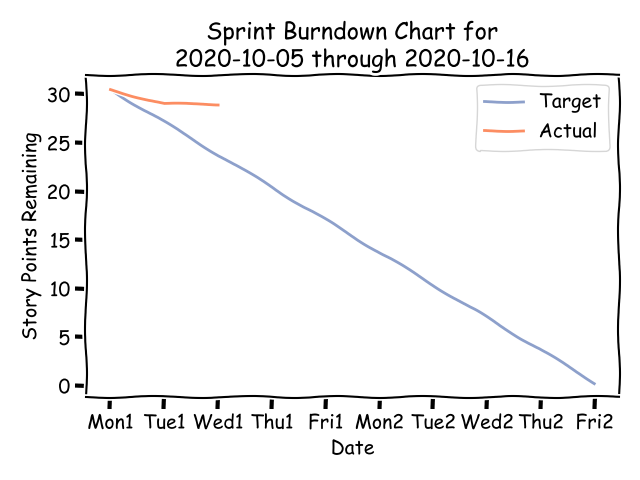 Sprint Burndown Chart for
2020-10-05 through 2020-10-16
Target
Actual
Story Points Remaining
30
25
20
15
10
5
0
Mon1 Tue1 Wed1 Thu1 Fri1 Mon2 Tue2 Wed2 Thu2 Fri2
Date